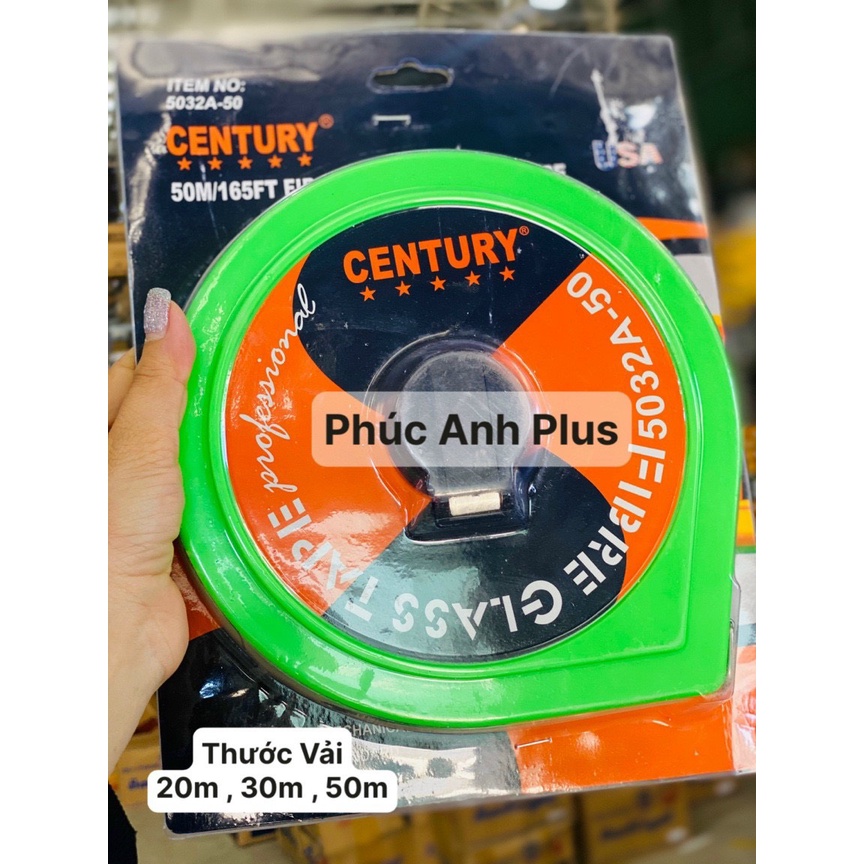 ITEM NO:
5032A-50
CENTURY®
50M/165FT
USA
CENTURY®
5032A-50
FIBRE GLASS TAPE
professional
Phúc Anh Plus
Thước Vải
20m , 30m , 50m